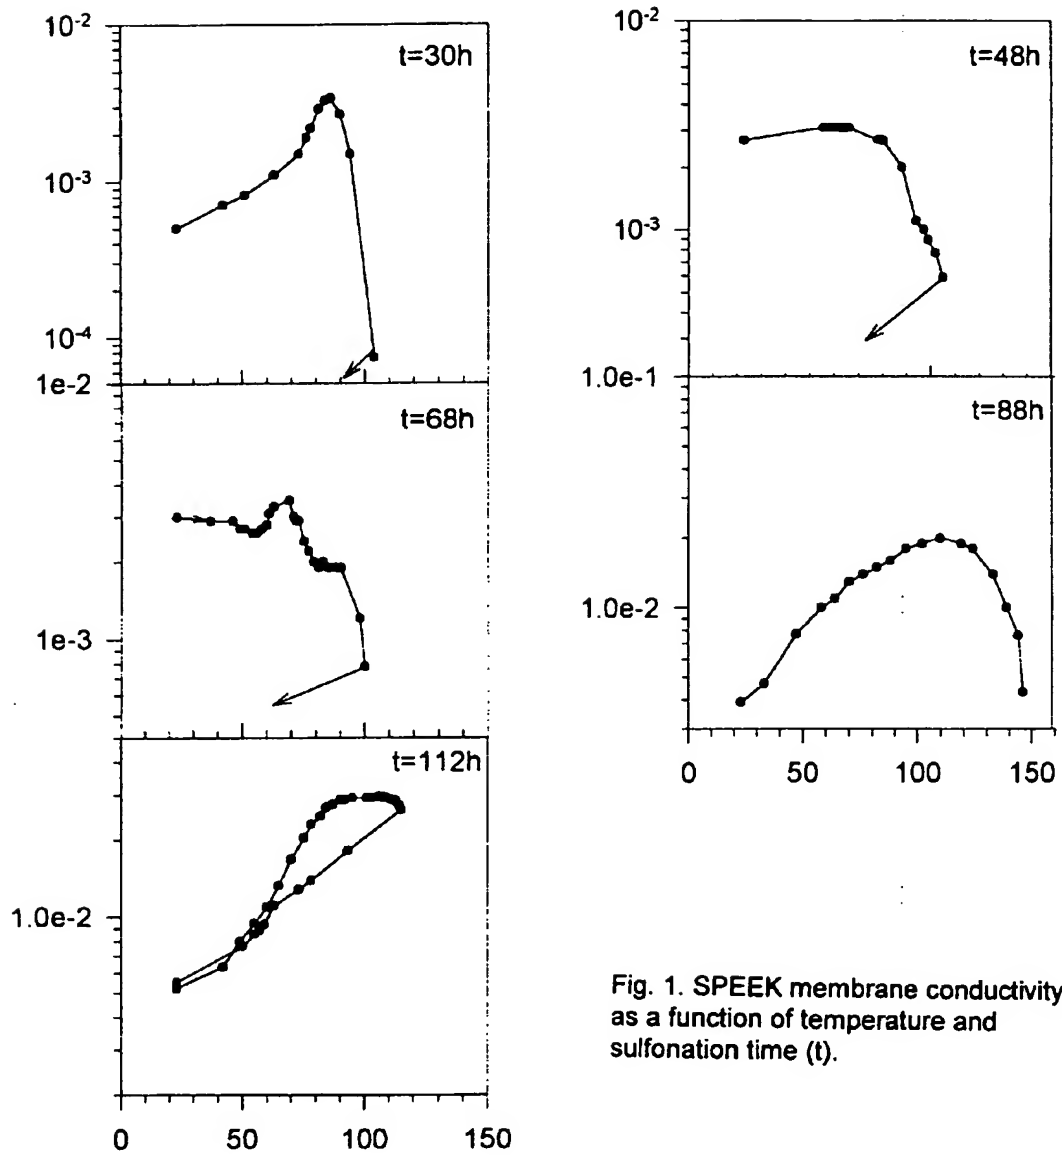 10-2
t=30h
10-3
10-4
1e-2
t=68h
1e-3
t=112h
1.0e-2
0 50 100 150
10-2
t=48h
10-3
1.0e-1
t=88h
1.0e-2
0 50 100 150
Fig. 1. SPEEK membrane conductivity
as a function of temperature and
sulfonation time (t).